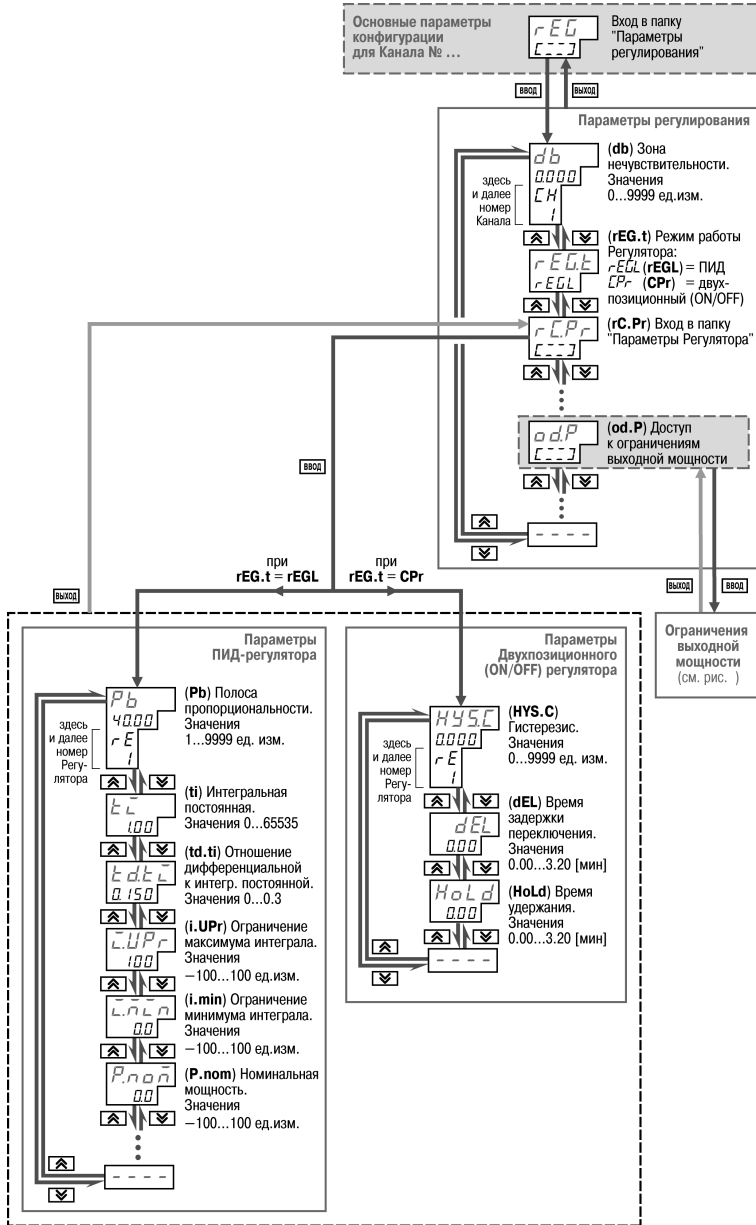 Основные параметры
конфигурации
для Канала № ...
rEG
[---]
Вход в папку
"Параметры
регулирования"
ВВОД
ВЫХОД
Параметры регулирования
db
0.000
CH
1
здесь
и далее
номер
Канала
(db) Зона
нечувствительности.
Значения
0...9999 ед.изм.
rEG.t
rEGL
(rEG.t) Режим работы
Регулятора:
rEGL (rEGL) = ПИД
CPr (CPr) = двух-
позиционный (ON/OFF)
rC.Pr
[---]
(rC.Pr) Вход в папку
"Параметры Регулятора"
od.P
[---]
(od.P) Доступ
к ограничениям
выходной мощности
ВВОД
- - - -
при
rEG.t = rEGL
при
rEG.t = CPr
ВЫХОД
ВЫХОД
ВВОД
Ограничения
выходной
мощности
(см. рис. )
Параметры
ПИД-регулятора
Pb
40.00
rE
1
здесь
и далее
номер
Регу-
лятора
(Pb) Полоса
пропорциональности.
Значения
1...9999 ед. изм.
ti
1.00
(ti) Интегральная
постоянная.
Значения 0...65535
td.ti
0.150
(td.ti) Отношение
дифференциальной
к интегр. постоянной.
Значения 0...0.3
i.UPr
100
(i.UPr) Ограничение
максимума интеграла.
Значения
−100...100 ед.изм.
i.min
0.0
(i.min) Ограничение
минимума интеграла.
Значения
−100...100 ед.изм.
P.nom
0.0
(P.nom) Номинальная
мощность.
Значения
−100...100 ед.изм.
- - - -
Параметры
Двухпозиционного
(ON/OFF) регулятора
HYS.C
0.000
rE
1
здесь
и далее
номер
Регу-
лятора
(HYS.C)
Гистерезис.
Значения
0...9999 ед. изм.
dEL
0.00
(dEL) Время
задержки
переключения.
Значения
0.00...3.20 [мин]
HoLd
0.00
(HoLd) Время
удержания.
Значения
0.00...3.20 [мин]
- - - -